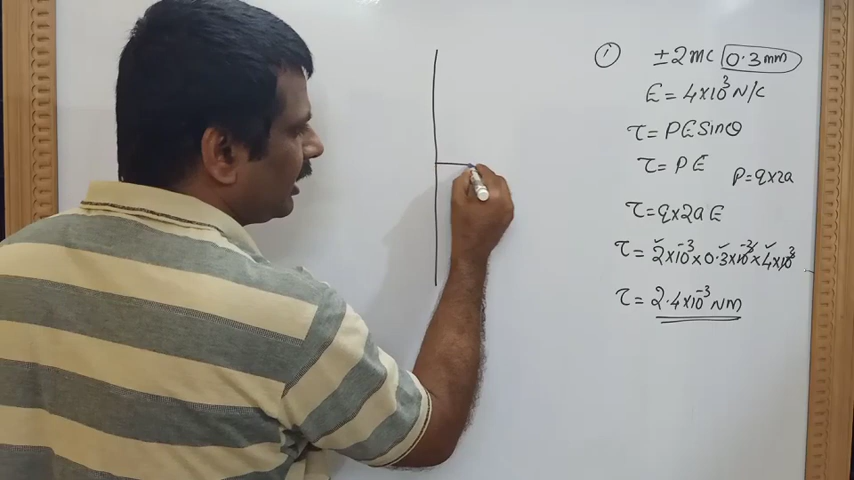 ① ±2mC 0.3mm
E = 4×10³ N/C
τ = PE Sinθ
τ = PE P=q×2a
τ = q×2a E
τ = 2×10⁻³×0.3×10⁻³×4×10³
τ = 2.4×10⁻³ Nm